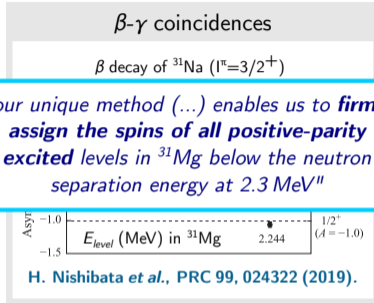 β-γ coincidences
β decay of ³¹Na (Iᵖ=3/2⁺)
our unique method (...) enables us to firm
assign the spins of all positive-parity
excited levels in ³¹Mg below the neutron
separation energy at 2.3 MeV"
Asyr
−1.0
1/2⁺
(A = −1.0)
E_level (MeV) in ³¹Mg
2.244
−1.5
H. Nishibata et al., PRC 99, 024322 (2019).